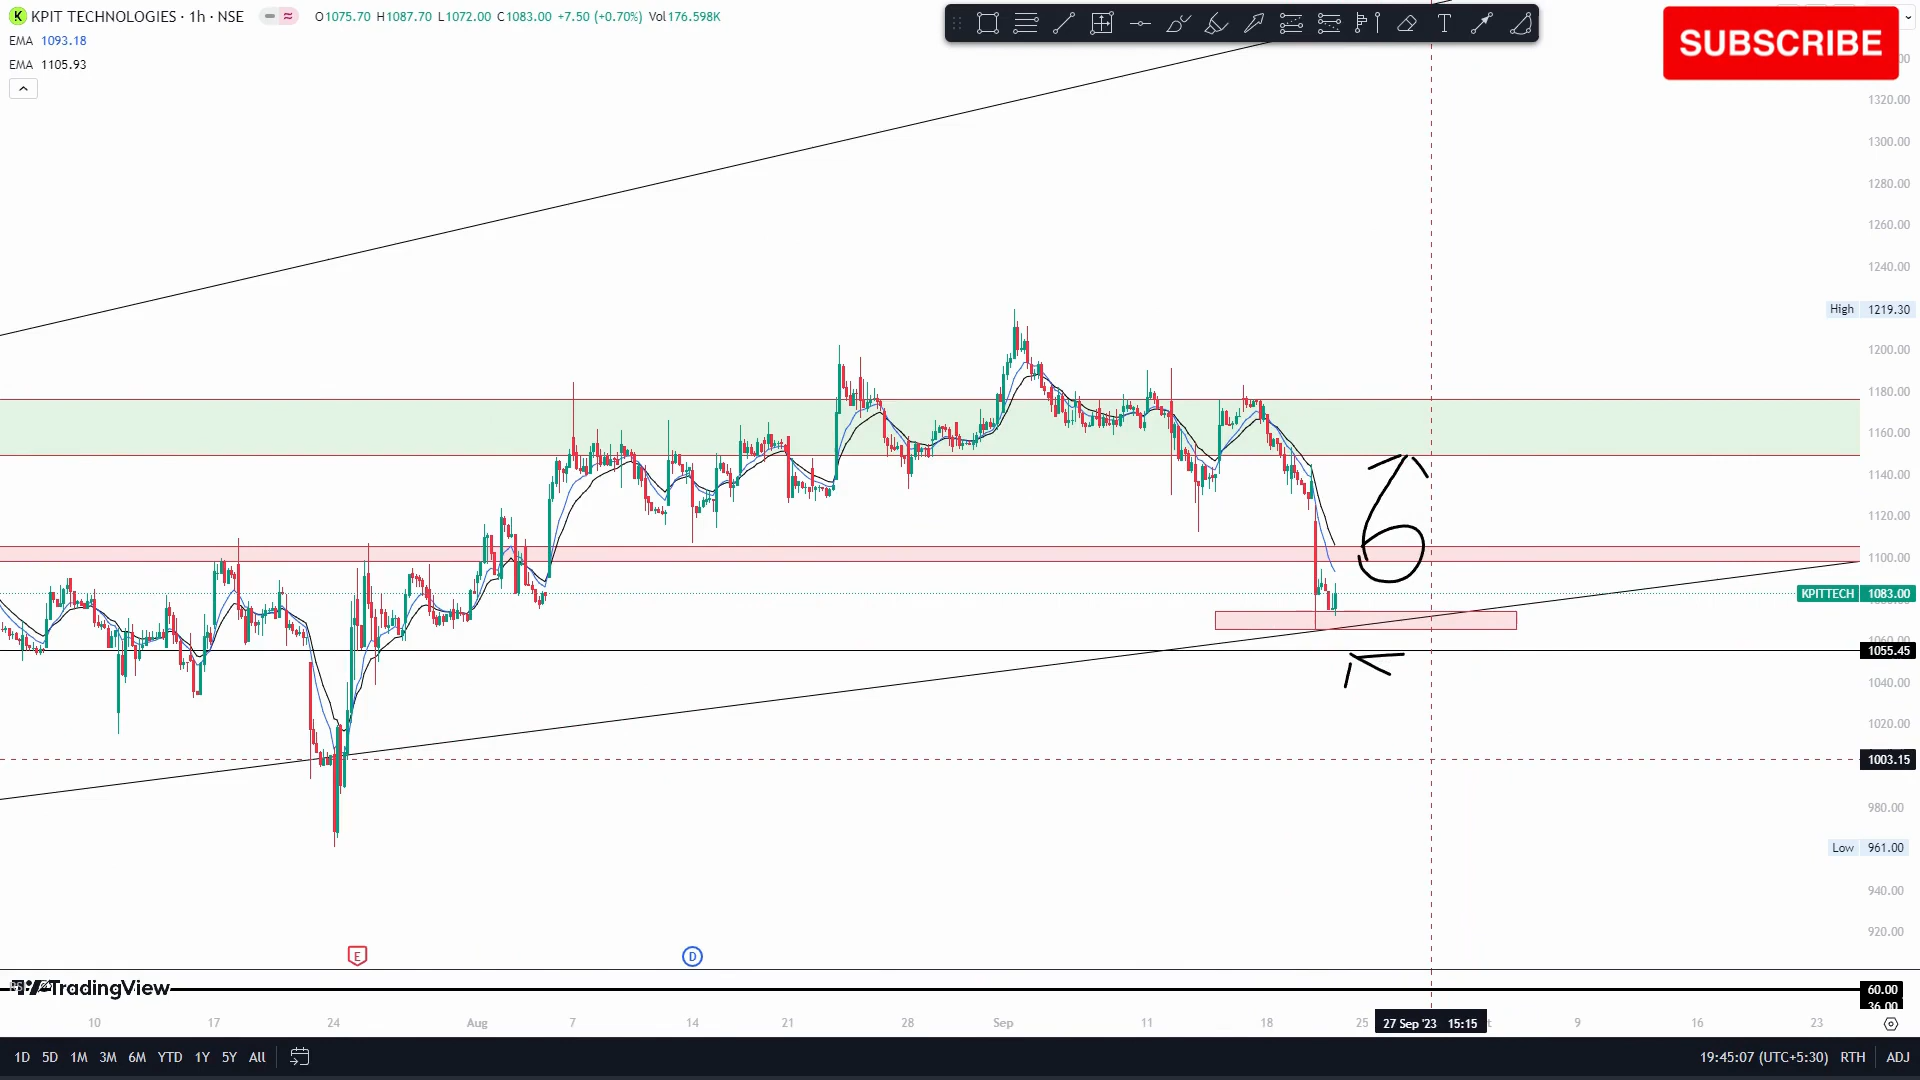 K KPIT TECHNOLOGIES · 1h · NSE O1075.70 H1087.70 L1072.00 C1083.00 +7.50 (+0.70%) Vol176.598K
SUBSCRIBE
EMA 1093.18
EMA 1105.93
1320.00
1300.00
1280.00
1260.00
1240.00
High 1219.30
1200.00
1180.00
1160.00
1140.00
1120.00
1100.00
KPITTECH 1083.00
1060.00
1055.45
1040.00
1020.00
1003.15
980.00
Low 961.00
940.00
920.00
E D
TradingView
60.00
36.00
10 17 24 Aug 7 14 21 28 Sep 11 18 25 27 Sep '23 15:15 9 16 23
1D 5D 1M 3M 6M YTD 1Y 5Y All 19:45:07 (UTC+5:30) RTH ADJ